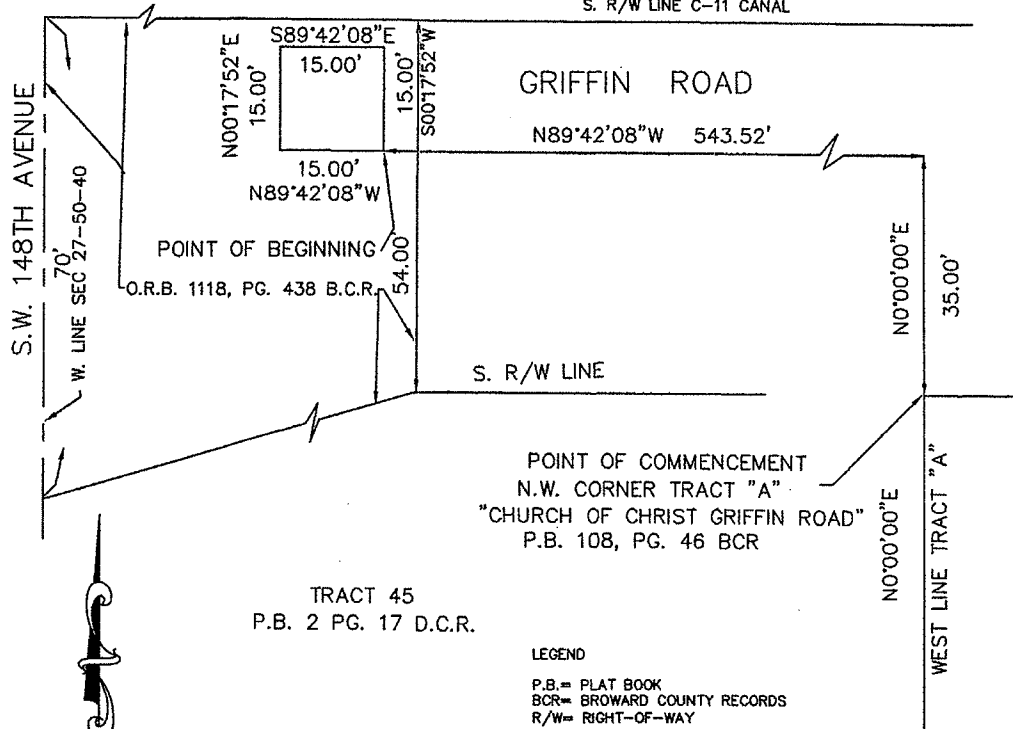 S. R/W LINE C-11 CANAL
S89°42'08"E
15.00'
N00°17'52"E
15.00'
15.00'
S00°17'52"W
GRIFFIN ROAD
N89°42'08"W 543.52'
15.00'
N89°42'08"W
S.W. 148TH AVENUE
70'
W. LINE SEC 27-50-40
POINT OF BEGINNING
54.00'
O.R.B. 1118, PG. 438 B.C.R.
N0°00'00"E
35.00'
S. R/W LINE
POINT OF COMMENCEMENT
N.W. CORNER TRACT "A"
"CHURCH OF CHRIST GRIFFIN ROAD"
P.B. 108, PG. 46 BCR
N0°00'00"E
WEST LINE TRACT "A"
TRACT 45
P.B. 2 PG. 17 D.C.R.
LEGEND
P.B.= PLAT BOOK
BCR= BROWARD COUNTY RECORDS
R/W= RIGHT-OF-WAY